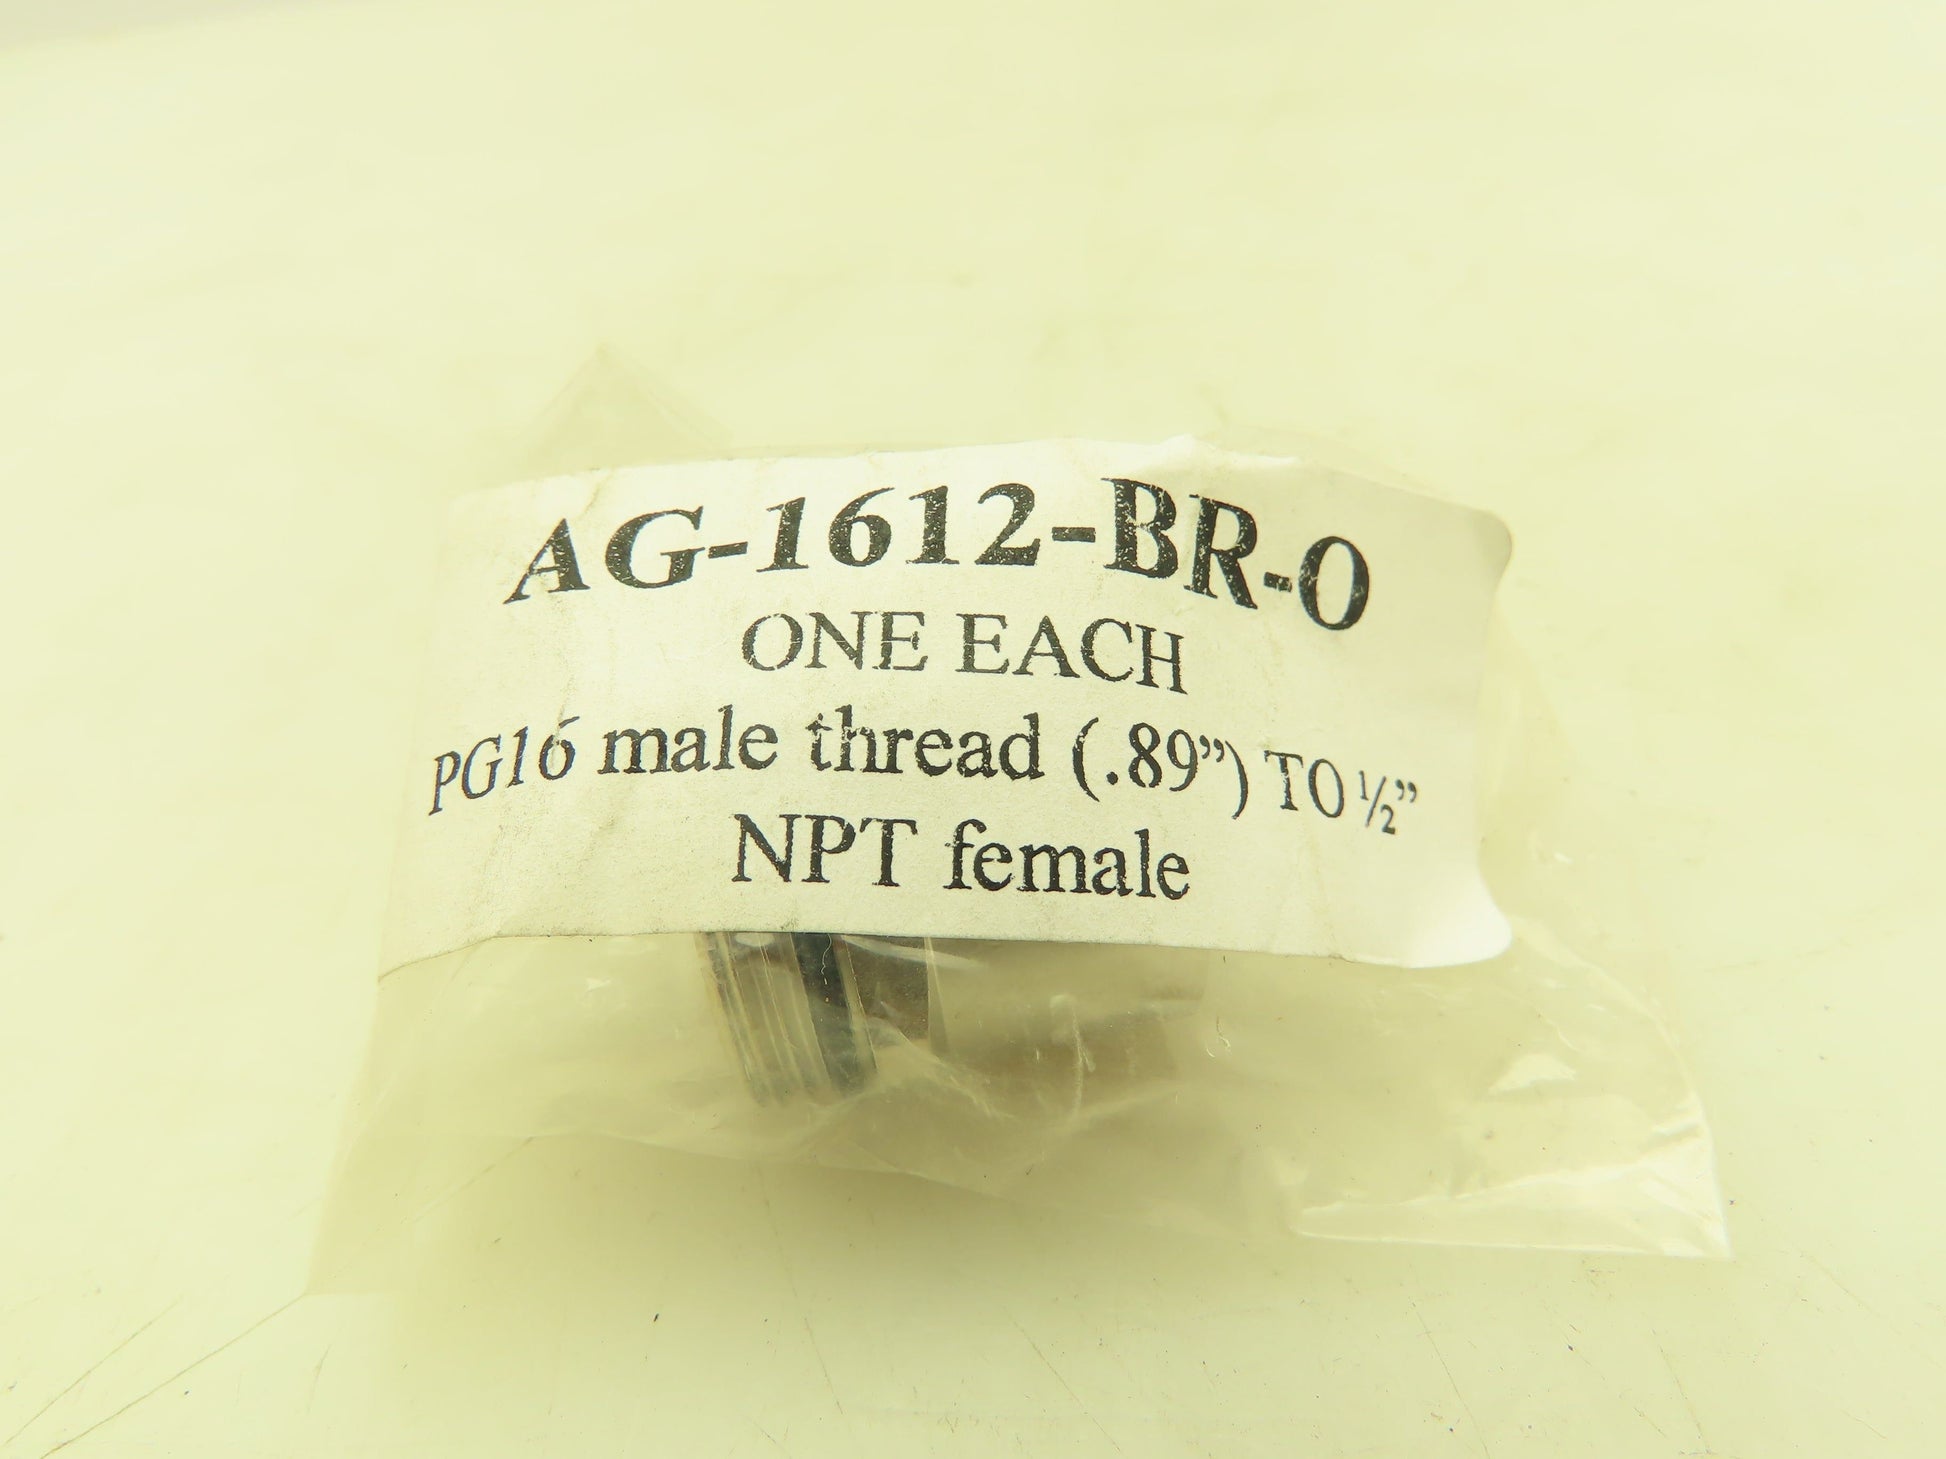 AG-1612-BR-O
ONE EACH
PG16 male thread (.89”) TO ½”
NPT female